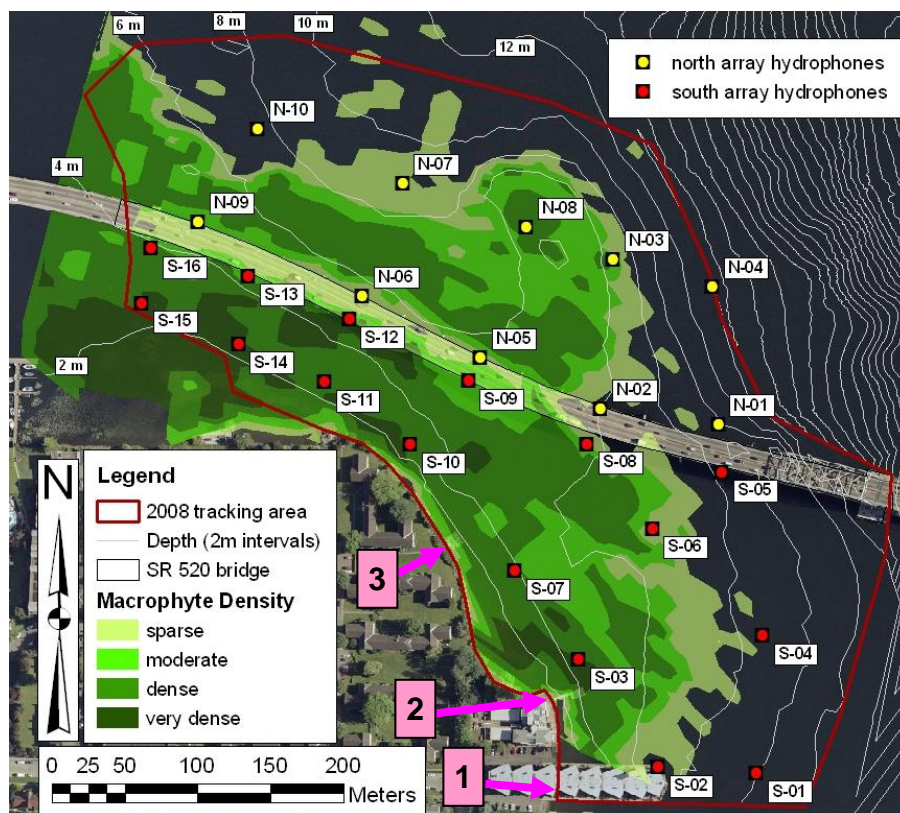 6 m
8 m
10 m
12 m
north array hydrophones
south array hydrophones
N-10
N-07
4 m
N-09
N-08
N-03
S-16
N-06
N-04
S-13
S-15
S-12
N-05
S-14
2 m
S-11
S-09
N-02
N-01
S-10
S-08
S-05
N
Legend
2008 tracking area
Depth (2m intervals)
SR 520 bridge
Macrophyte Density
sparse
moderate
dense
very dense
3
S-06
S-07
S-04
S-03
2
1
S-02
S-01
0 25 50 100 150 200
Meters